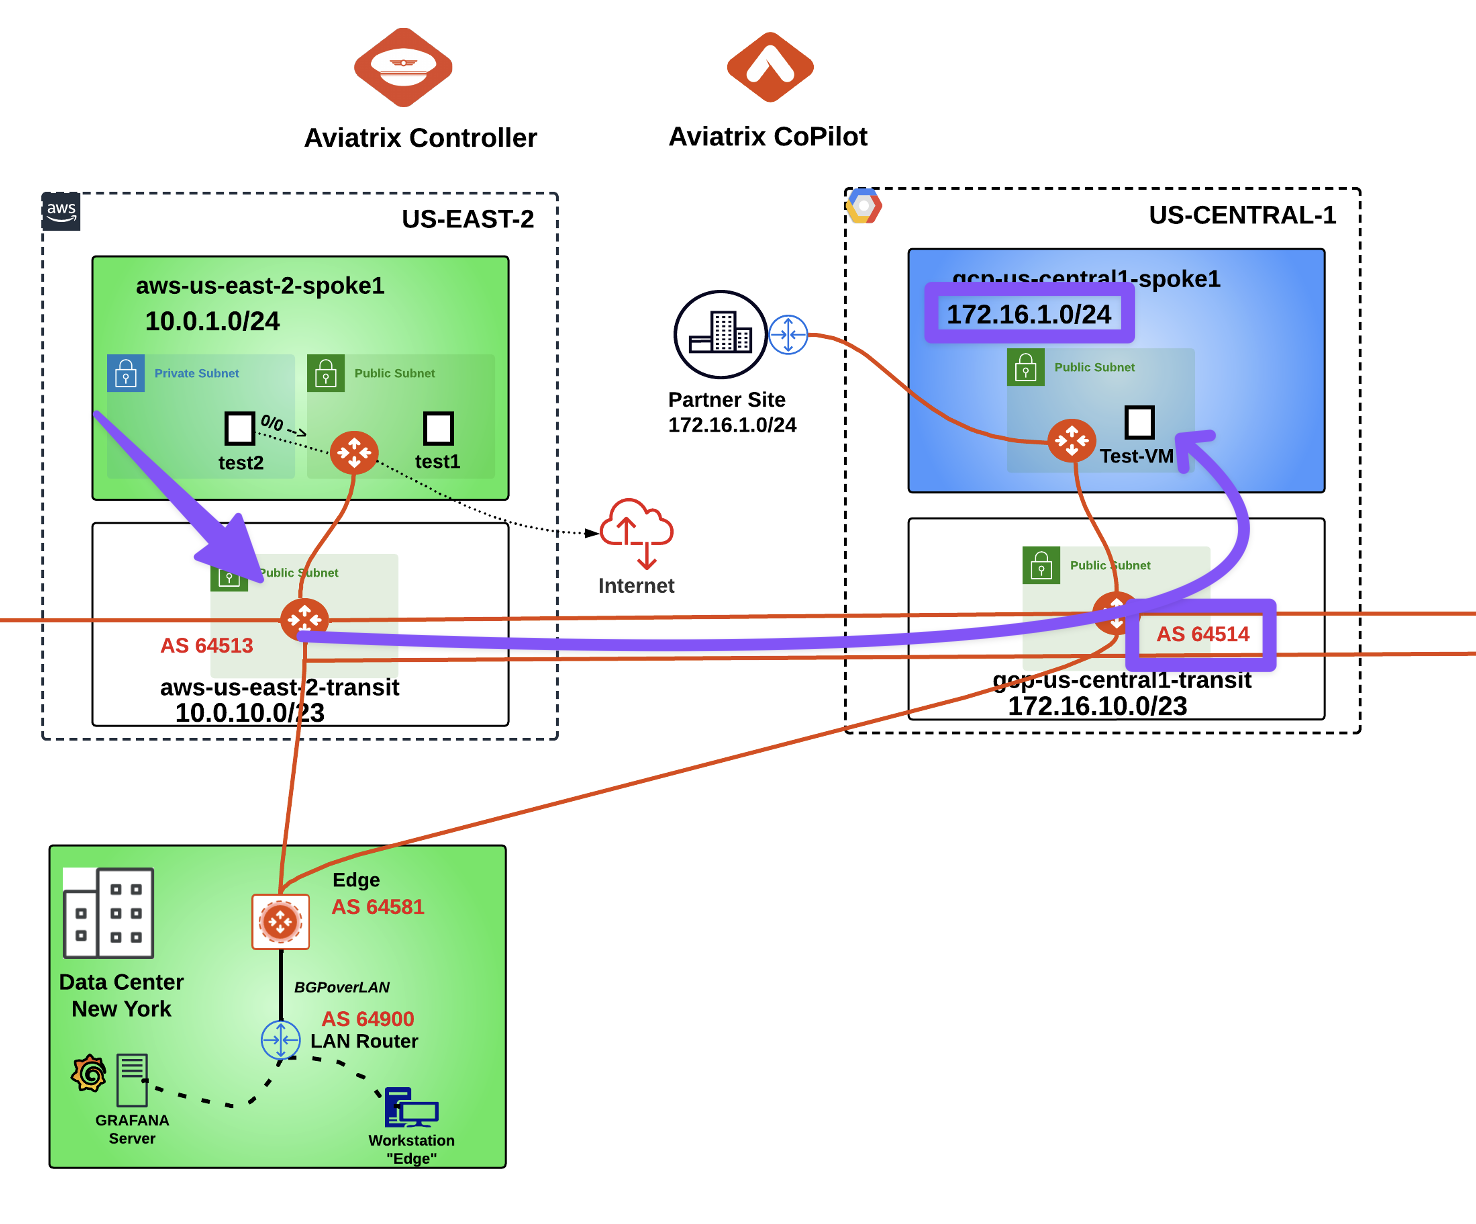 Aviatrix Controller
Aviatrix CoPilot
aws
US-EAST-2
aws-us-east-2-spoke1
10.0.1.0/24
Private Subnet
Public Subnet
0/0 -->
test2
test1
Public Subnet
AS 64513
aws-us-east-2-transit
10.0.10.0/23
Internet
Partner Site
172.16.1.0/24
US-CENTRAL-1
gcp-us-central1-spoke1
172.16.1.0/24
Public Subnet
Test-VM
Public Subnet
AS 64514
gcp-us-central1-transit
172.16.10.0/23
Edge
AS 64581
Data Center
New York
BGPoverLAN
AS 64900
LAN Router
GRAFANA
Server
Workstation
"Edge"